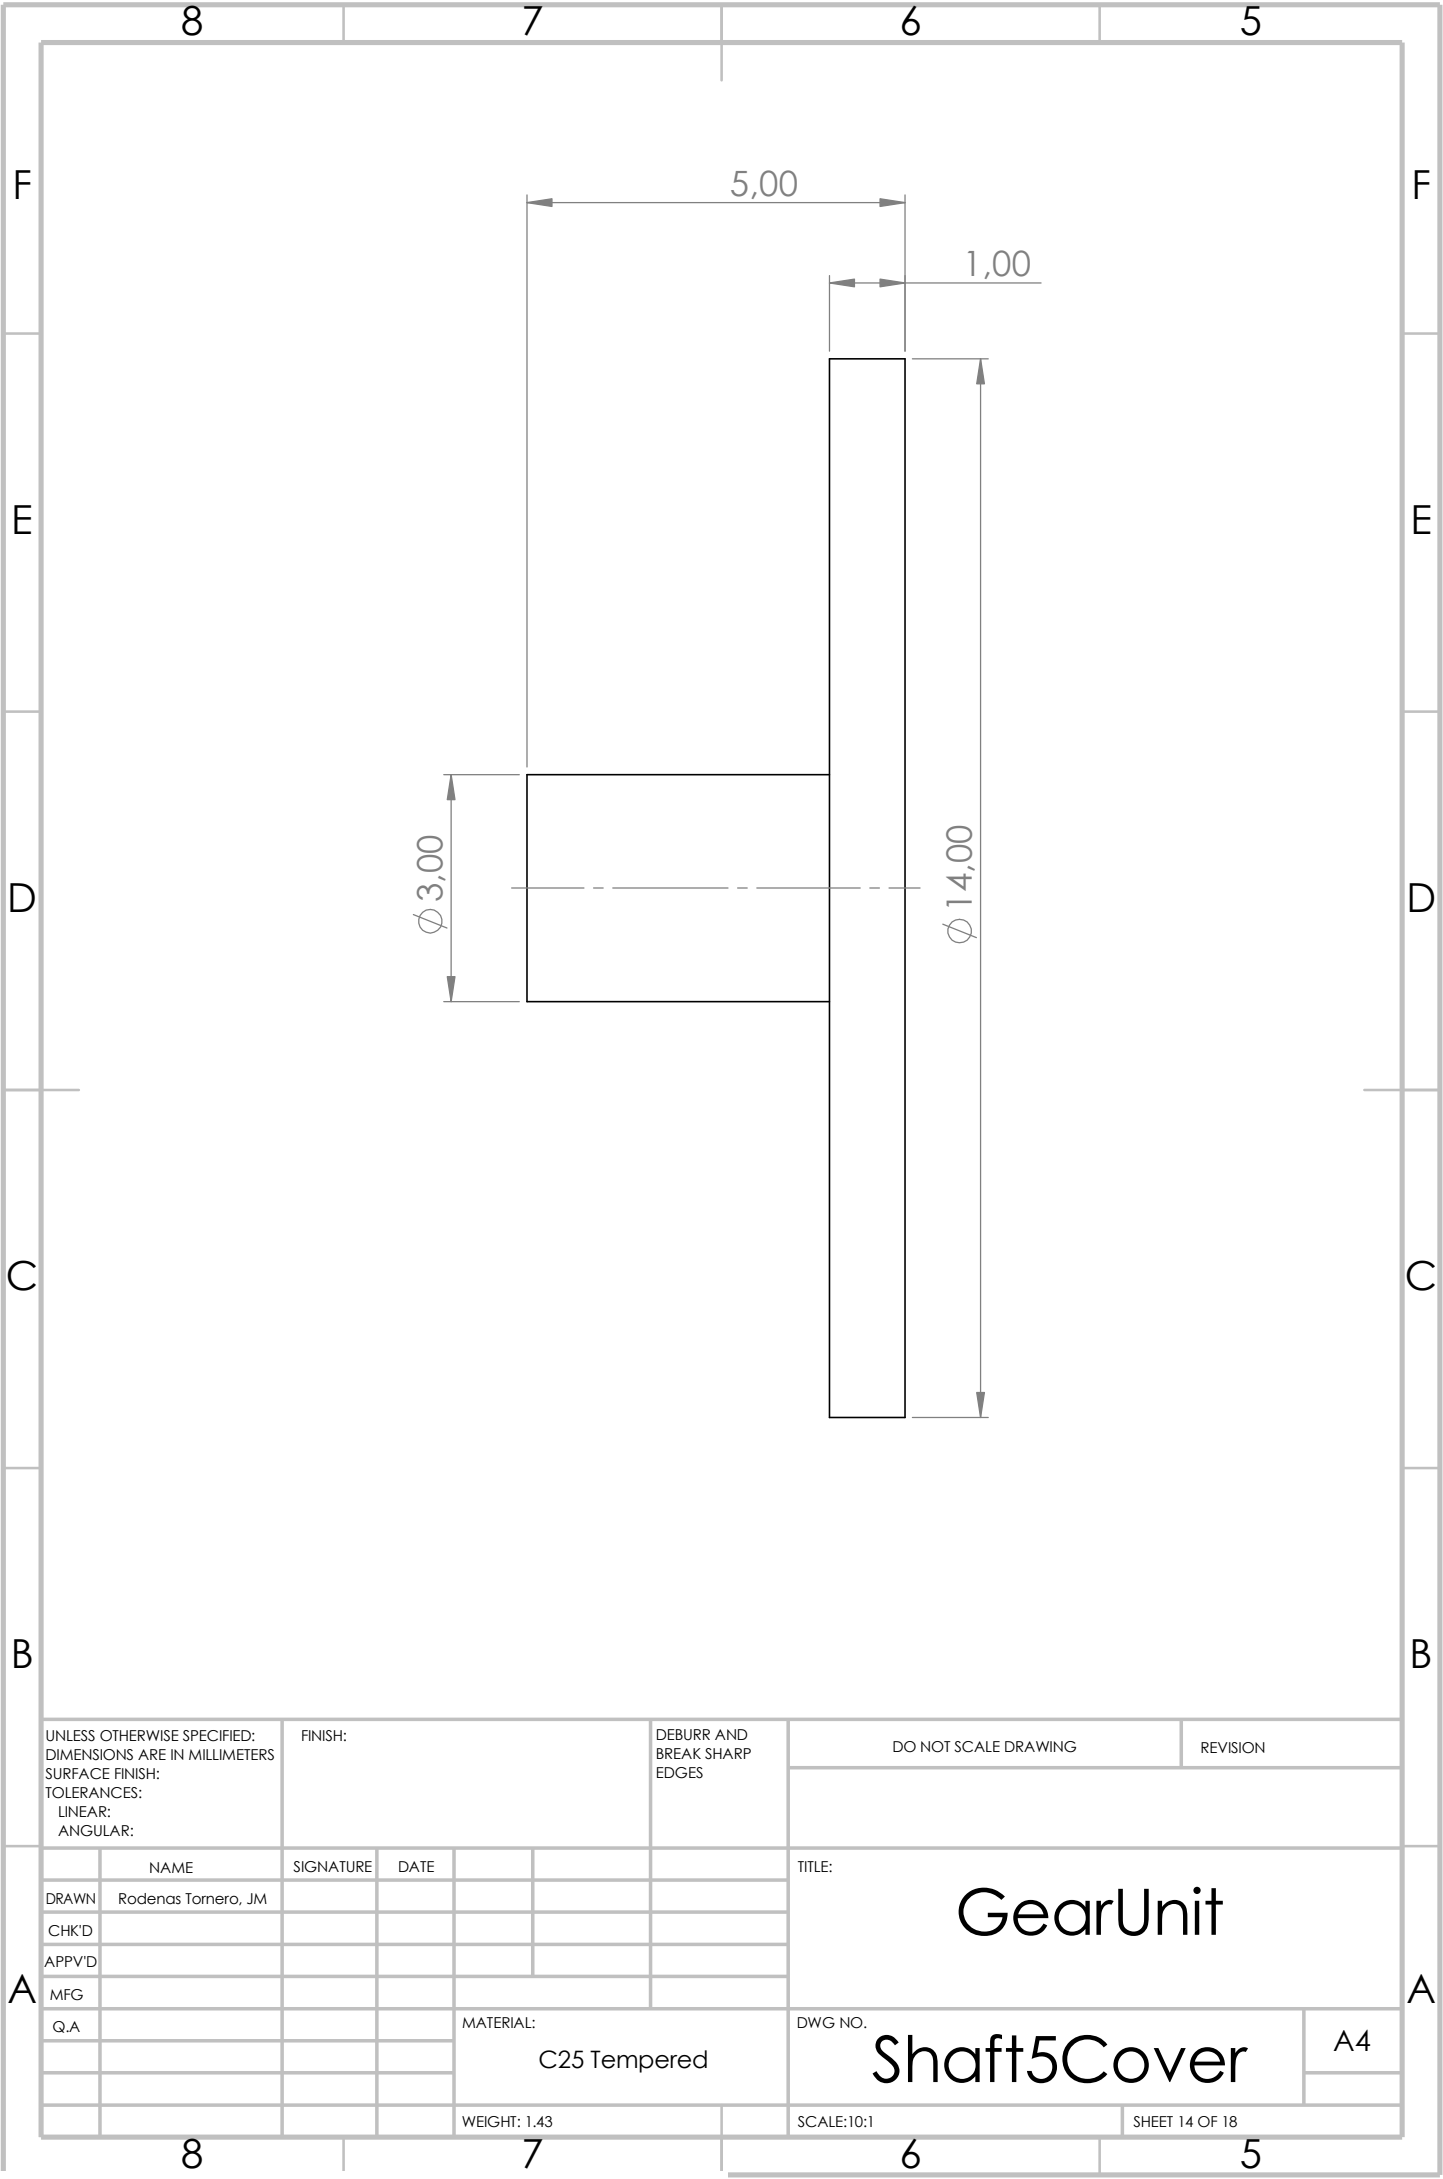 8 7 6 5
F F
5,00
1,00
E E
⌀3,00
⌀14,00
D D
C C
B B
UNLESS OTHERWISE SPECIFIED:
DIMENSIONS ARE IN MILLIMETERS
SURFACE FINISH:
TOLERANCES:
LINEAR:
ANGULAR:
FINISH:
DEBURR AND
BREAK SHARP
EDGES
DO NOT SCALE DRAWING
REVISION
NAME SIGNATURE DATE
DRAWN Rodenas Tornero, JM
CHK'D
APPV'D
MFG
Q.A
TITLE:
GearUnit
A A
MATERIAL:
C25 Tempered
DWG NO.
Shaft5Cover
A4
WEIGHT: 1.43
SCALE:10:1
SHEET 14 OF 18
8 7 6 5